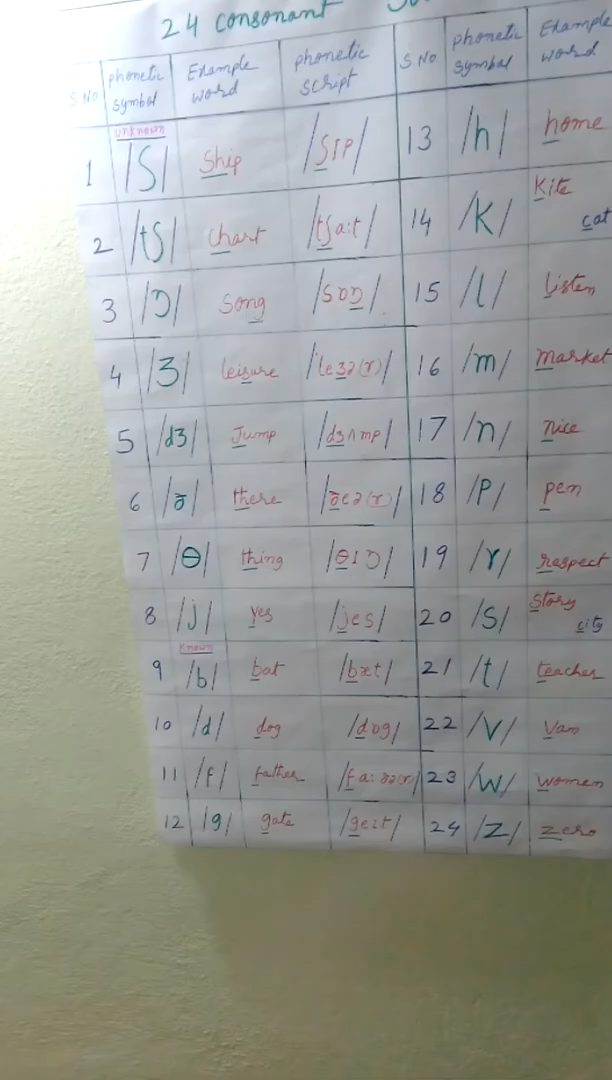 24 consonant
S.NO phonetic symbol Example word phonetic script S.NO phonetic symbol Example word
unknown
1 /ʃ/ Ship /ʃIP/ 13 /h/ home
2 /tʃ/ chart /tʃa:t/ 14 /K/ Kite cat
3 /ŋ/ song /sɒŋ/ 15 /l/ listen
4 /ʒ/ leisure /'leʒə(r)/ 16 /m/ market
5 /dʒ/ Jump /dʒʌmp/ 17 /n/ nice
6 /ð/ there /ðeə(r)/ 18 /P/ pen
7 /θ/ thing /θIŋ/ 19 /r/ raspect
8 /j/ yes /jes/ 20 /S/ Story city
Known
9 /b/ bat /bæt/ 21 /t/ teacher
10 /d/ dog /dɒg/ 22 /V/ Van
11 /f/ father /fa:ðə(r)/ 23 /W/ women
12 /g/ gate /geIt/ 24 /Z/ zero